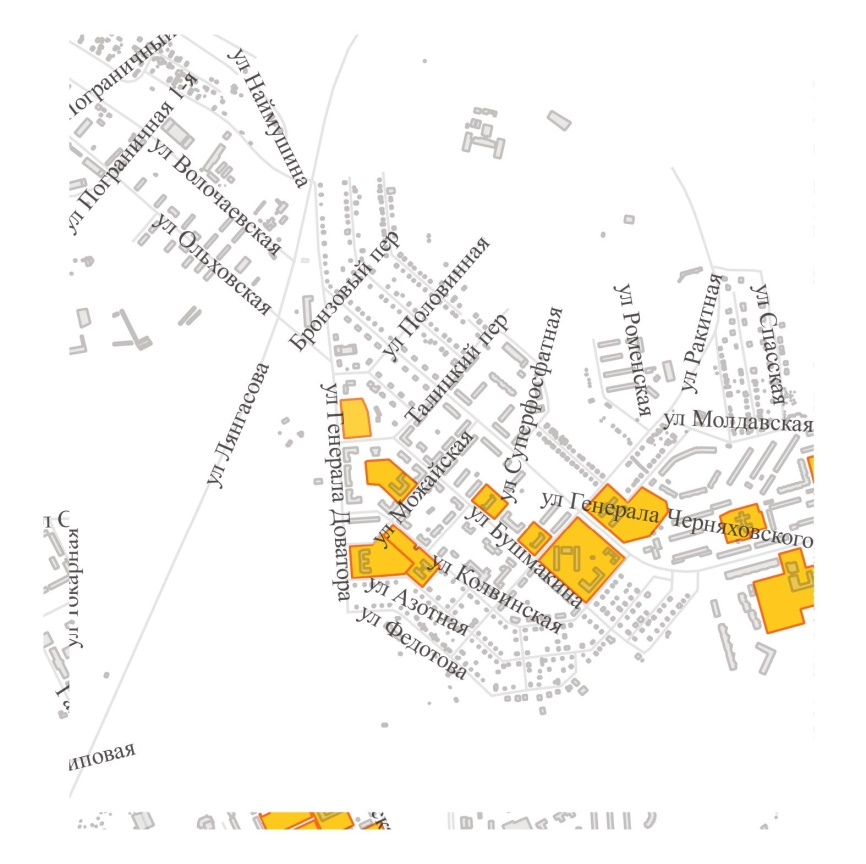 Пограничный
ул Наймушина
ул Пограничная 1-я
ул Волочаевская
ул Ольховская
Бронзовый пер
ул Половинная
ул Роменская
ул Ракитная
ул Спасская
Талицкий пер
ул Суперфосфатная
ул Лянгасова
ул Генерала Доватора
ул Молдавская
ул Можайская
ул Генерала Черняховского
ул Бушмакина
ул Токарная
ул Колвинская
ул Азотная
ул Федотова
иповая